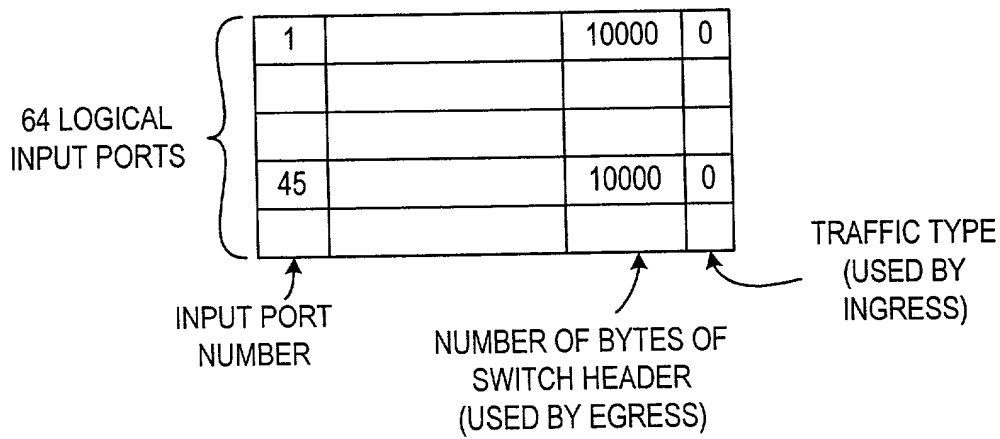 1 10000 0
64 LOGICAL
INPUT PORTS
45 10000 0
TRAFFIC TYPE
(USED BY
INGRESS)
INPUT PORT
NUMBER
NUMBER OF BYTES OF
SWITCH HEADER
(USED BY EGRESS)